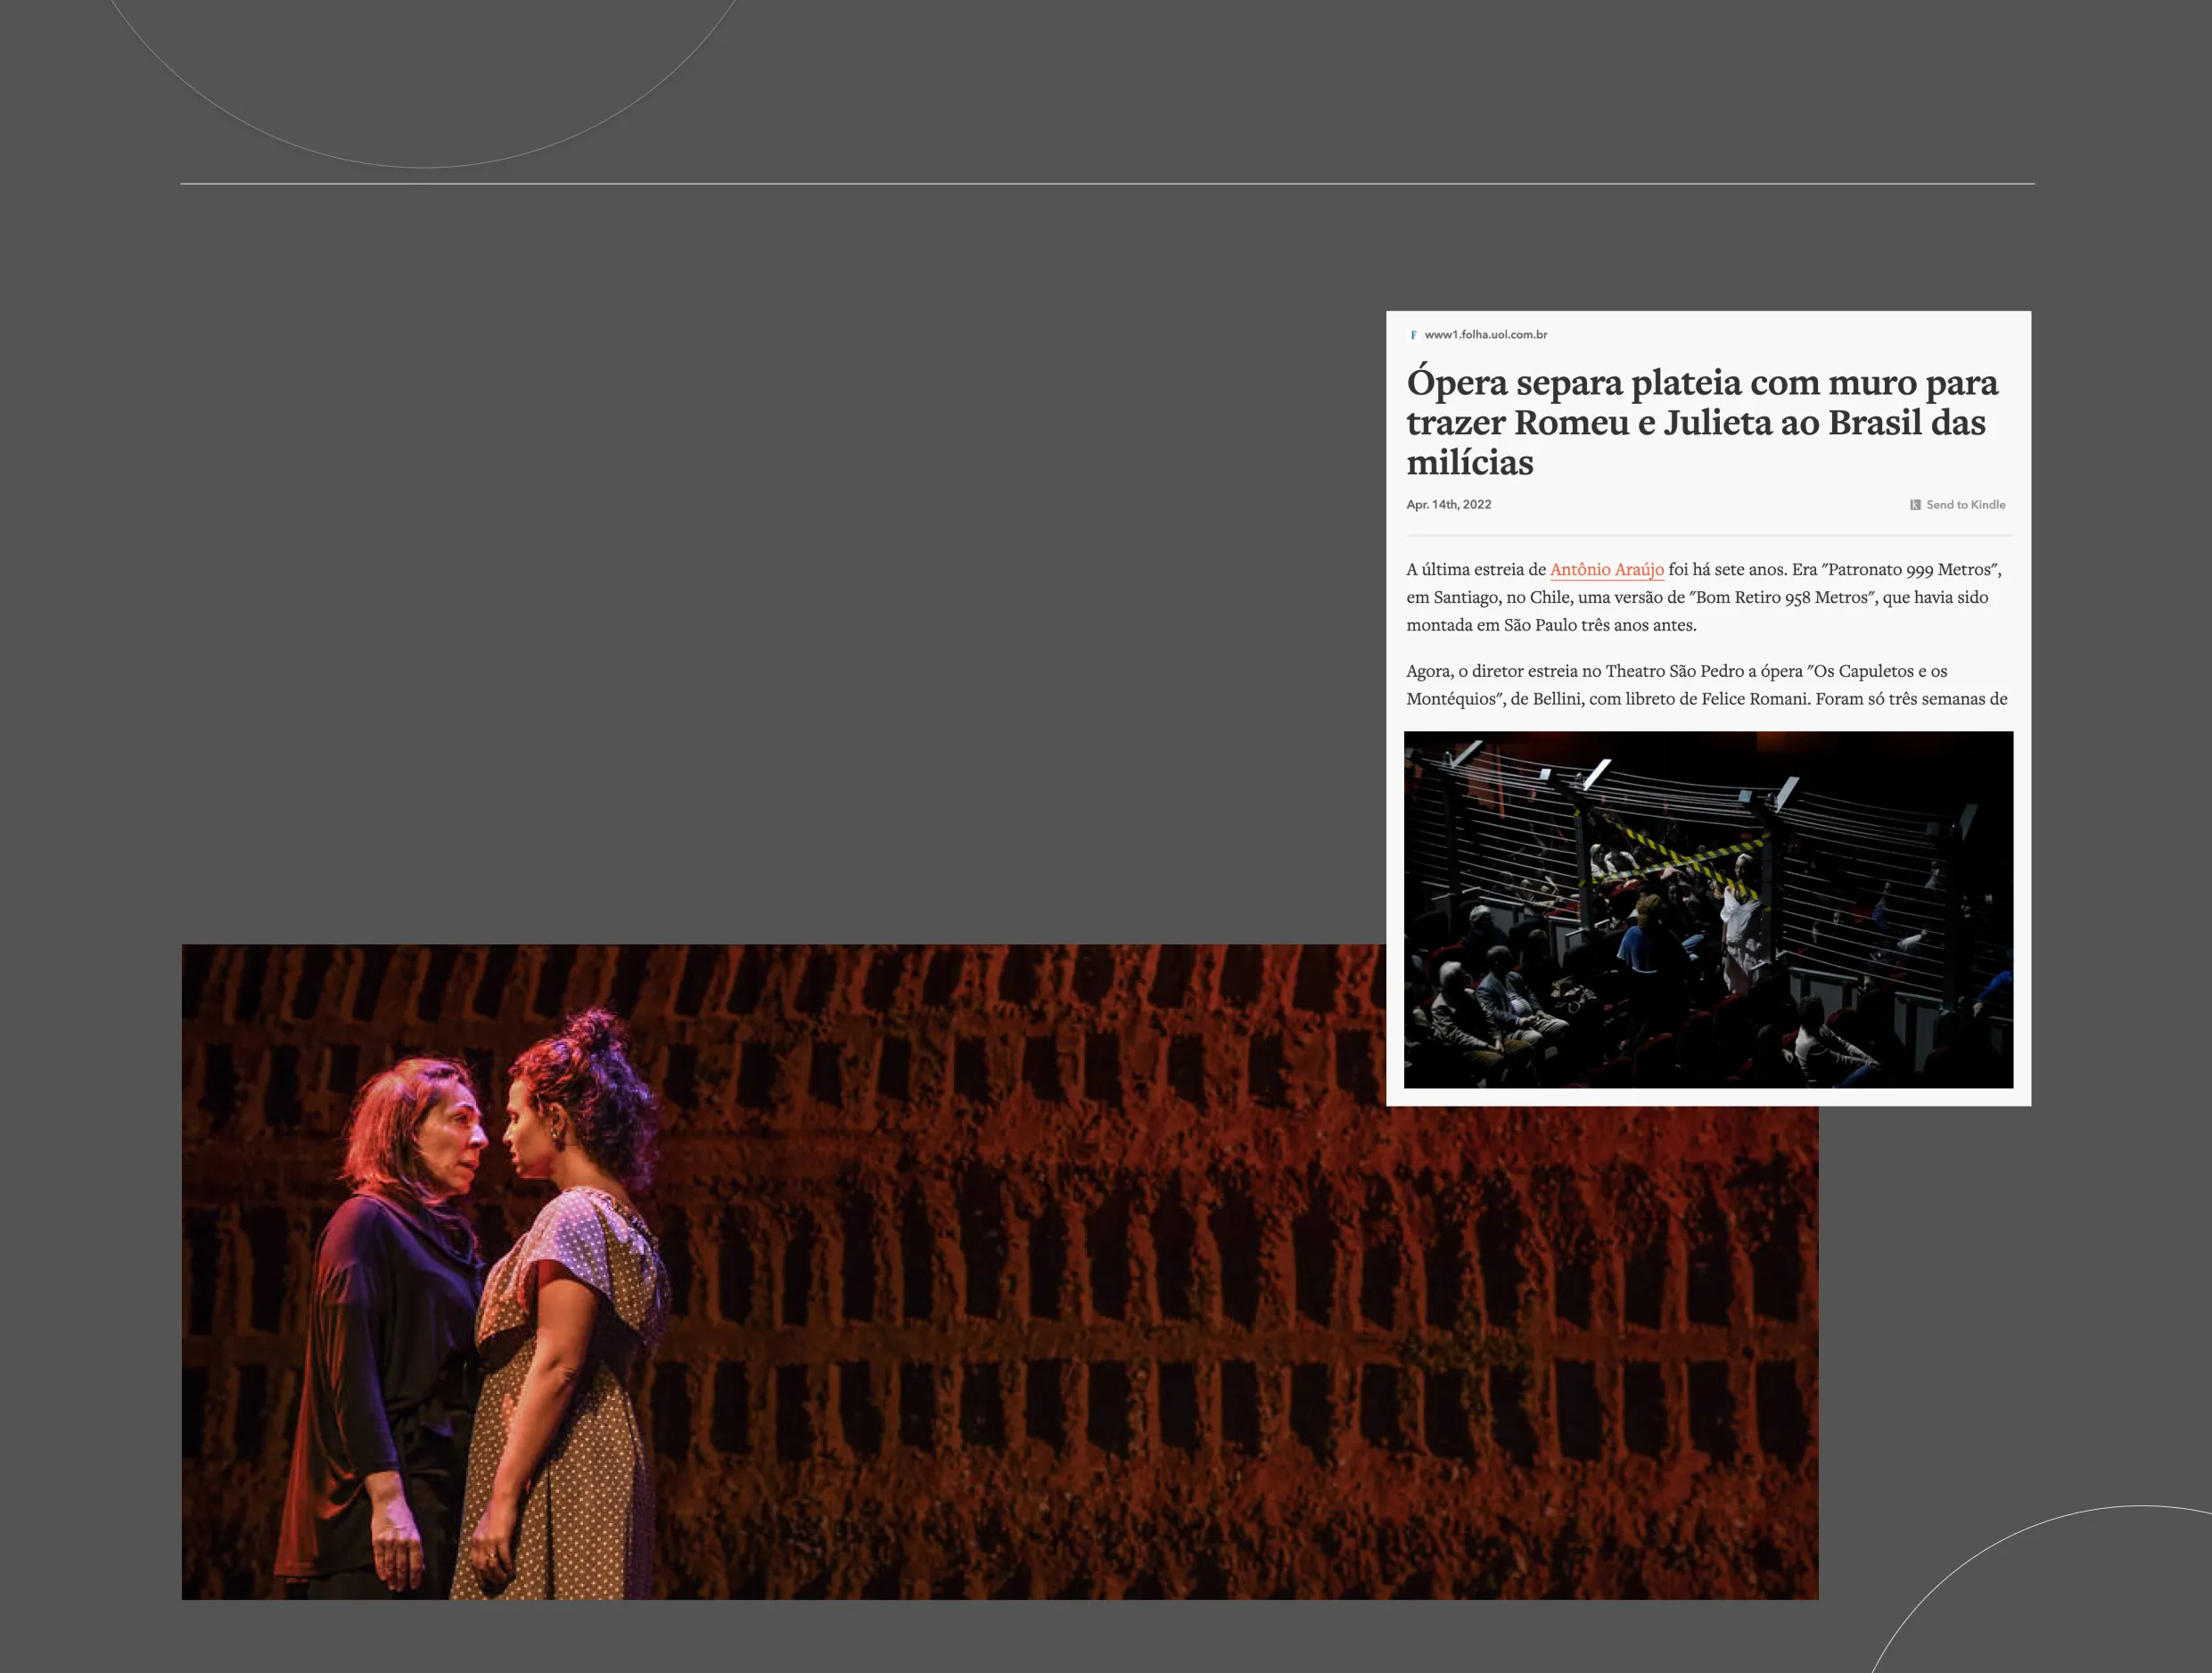 F www1.folha.uol.com.br
Ópera separa plateia com muro para
trazer Romeu e Julieta ao Brasil das
milícias
Apr. 14th, 2022
k Send to Kindle
A última estreia de Antônio Araújo foi há sete anos. Era "Patronato 999 Metros",
em Santiago, no Chile, uma versão de "Bom Retiro 958 Metros", que havia sido
montada em São Paulo três anos antes.
Agora, o diretor estreia no Theatro São Pedro a ópera "Os Capuletos e os
Montéquios", de Bellini, com libreto de Felice Romani. Foram só três semanas de